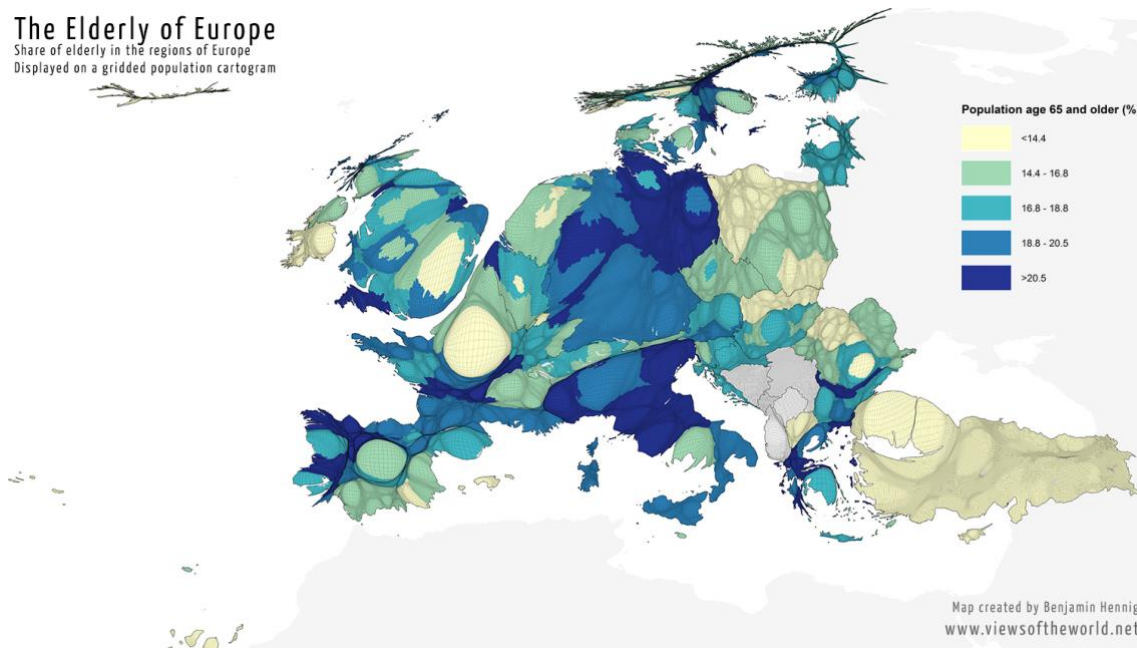 The Elderly of Europe
Share of elderly in the regions of Europe
Displayed on a gridded population cartogram
Population age 65 and older (%
<14.4
14.4 - 16.8
16.8 - 18.8
18.8 - 20.5
>20.5
Map created by Benjamin Hennig
www.viewsoftheworld.net